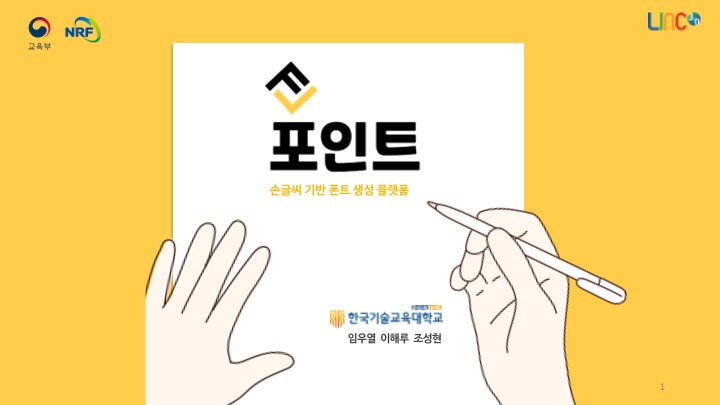 교육부
NRF
LINC 3.0
포인트
손글씨 기반 폰트 생성 플랫폼
KOREATECH
한국기술교육대학교
임우열 이해루 조성현
1